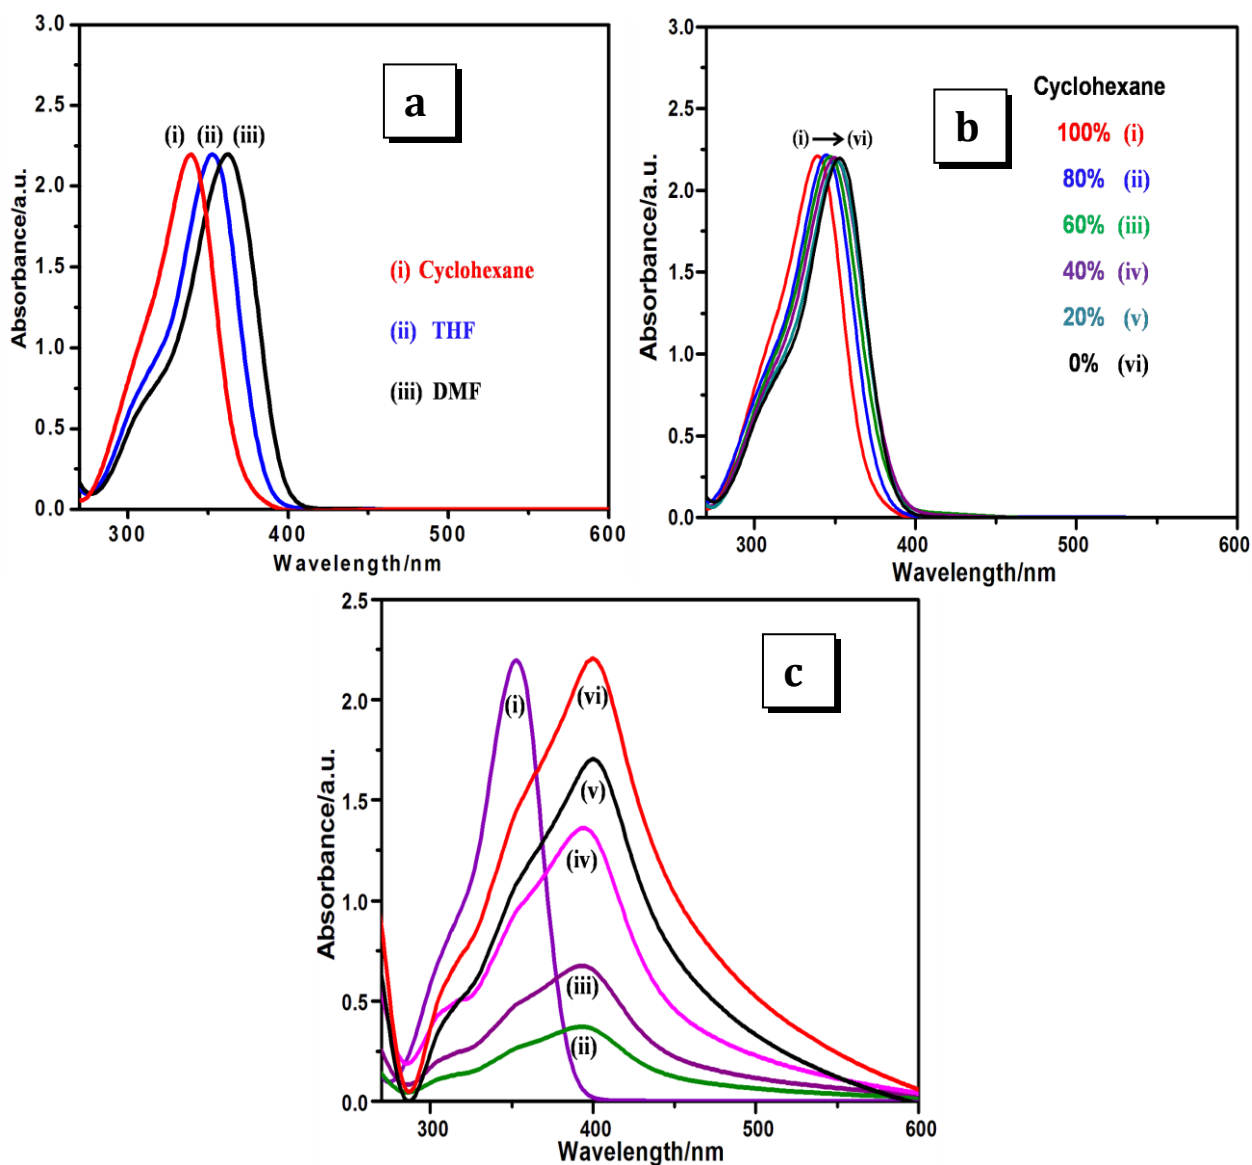 a
(i) (ii) (iii)
(i) Cyclohexane
(ii) THF
(iii) DMF
3.0
2.5
2.0
1.5
1.0
0.5
0.0
300 400 500 600
Absorbance/a.u.
Wavelength/nm
b
Cyclohexane
(i) (vi)
100% (i)
80% (ii)
60% (iii)
40% (iv)
20% (v)
0% (vi)
3.0
2.5
2.0
1.5
1.0
0.5
0.0
300 400 500 600
Absorbance/a.u.
Wavelength/nm
c
(i)
(vi)
(v)
(iv)
(iii)
(ii)
2.5
2.0
1.5
1.0
0.5
0.0
300 400 500 600
Absorbance/a.u.
Wavelength/nm